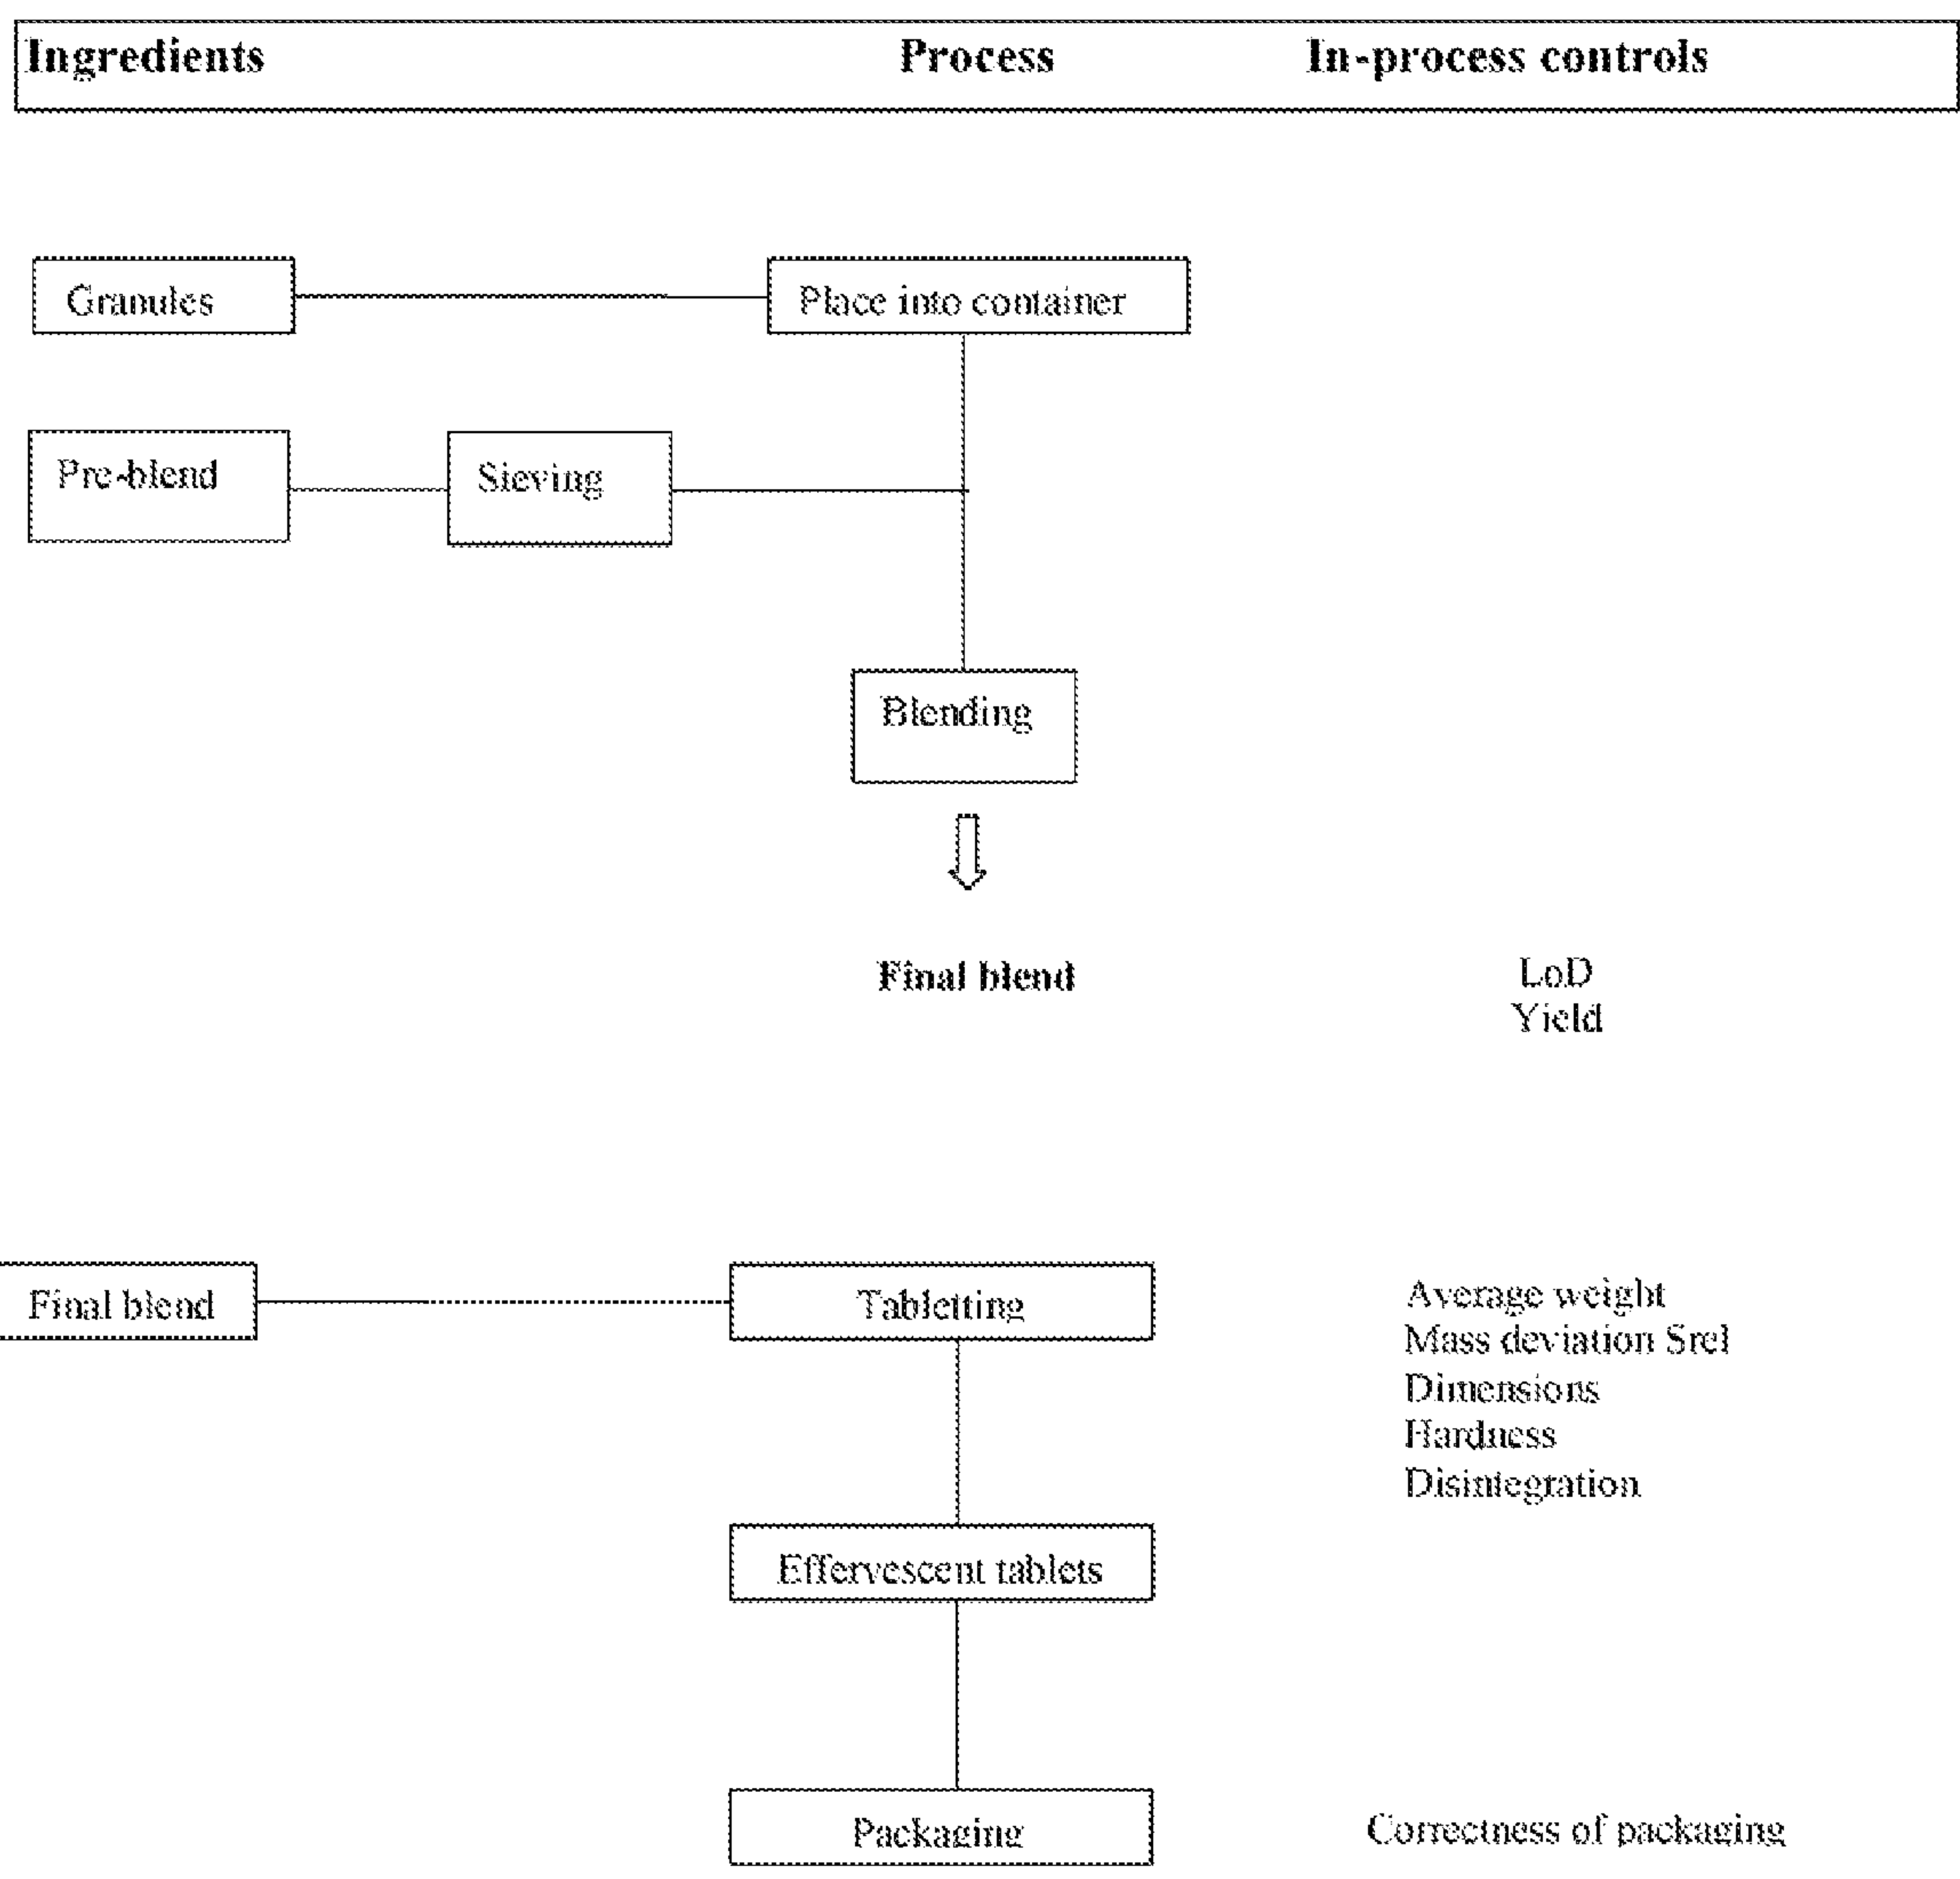 Ingredients Process In-process controls
Granules Place into container
Pre-blend Sieving
Blending
Final blend LoD
Yield
Final blend Tabletting Average weight
Mass deviation Srel
Dimensions
Hardness
Disintegration
Effervescent tablets
Packaging Correctness of packaging